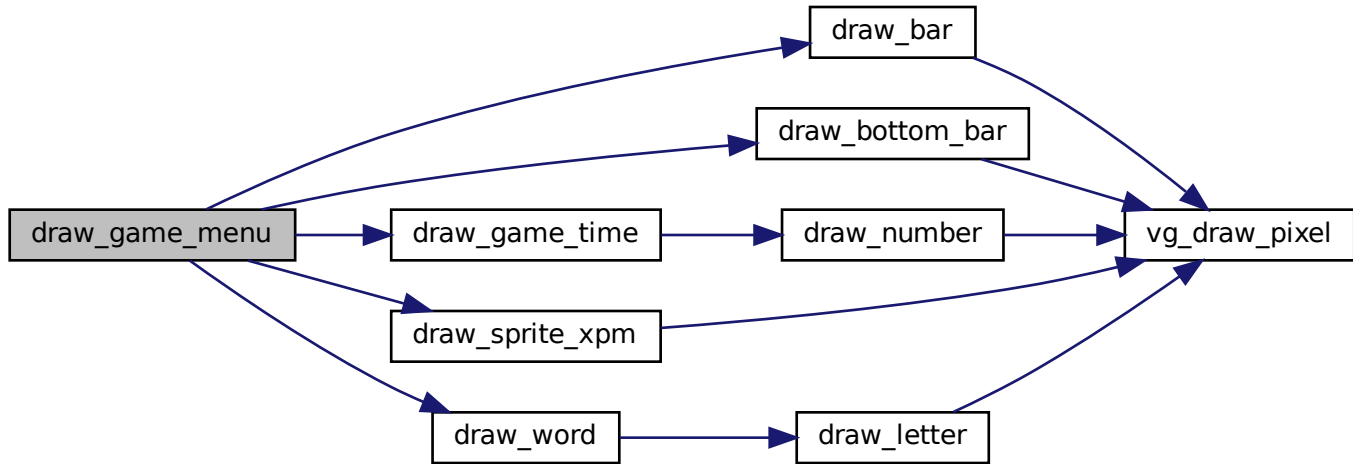 draw_bar
draw_bottom_bar
draw_game_menu
draw_game_time
draw_number
vg_draw_pixel
draw_sprite_xpm
draw_word
draw_letter